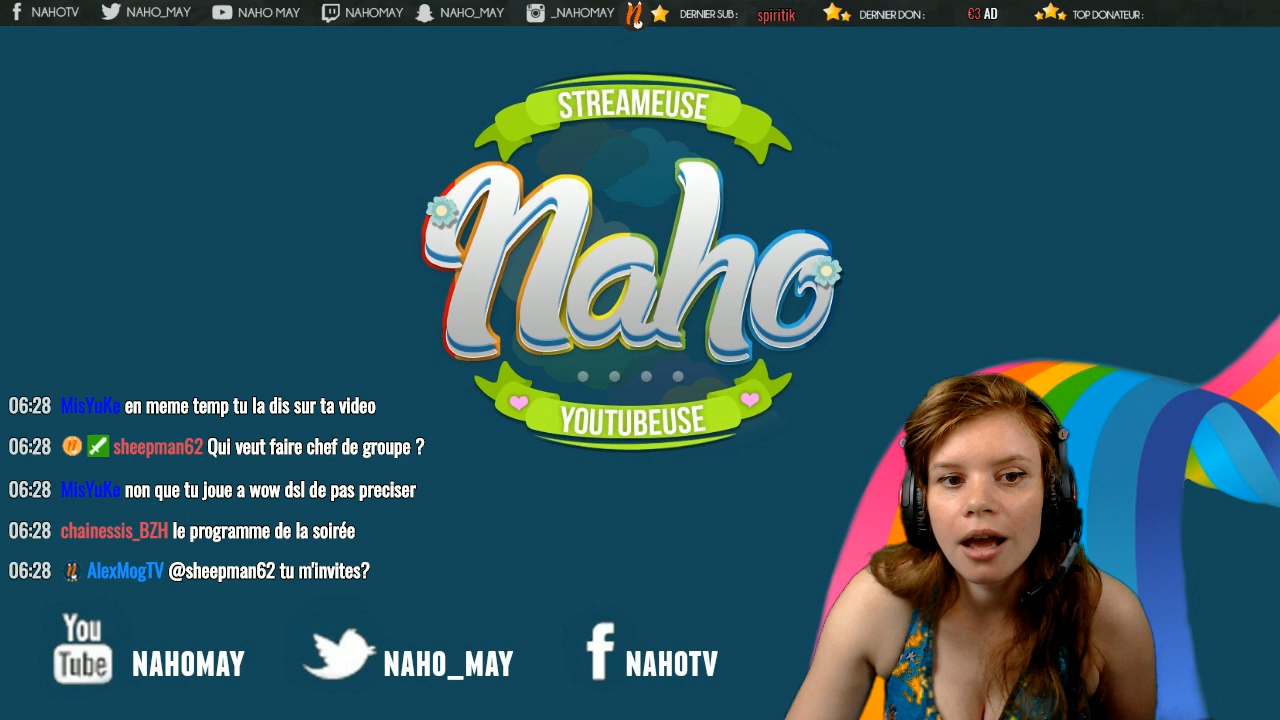 NAHOTV NAHO_MAY NAHO MAY NAHOMAY NAHO_MAY _NAHOMAY DERNIER SUB : spiritik DERNIER DON : €3 AD TOP DONATEUR :
STREAMEUSE
Naho
YOUTUBEUSE
06:28 MisYuKe en meme temp tu la dis sur ta video
06:28 sheepman62 Qui veut faire chef de groupe ?
06:28 MisYuKe non que tu joue a wow dsl de pas preciser
06:28 chainessis_BZH le programme de la soirée
06:28 AlexMogTV @sheepman62 tu m'invites?
You Tube NAHOMAY NAHO_MAY NAHOTV